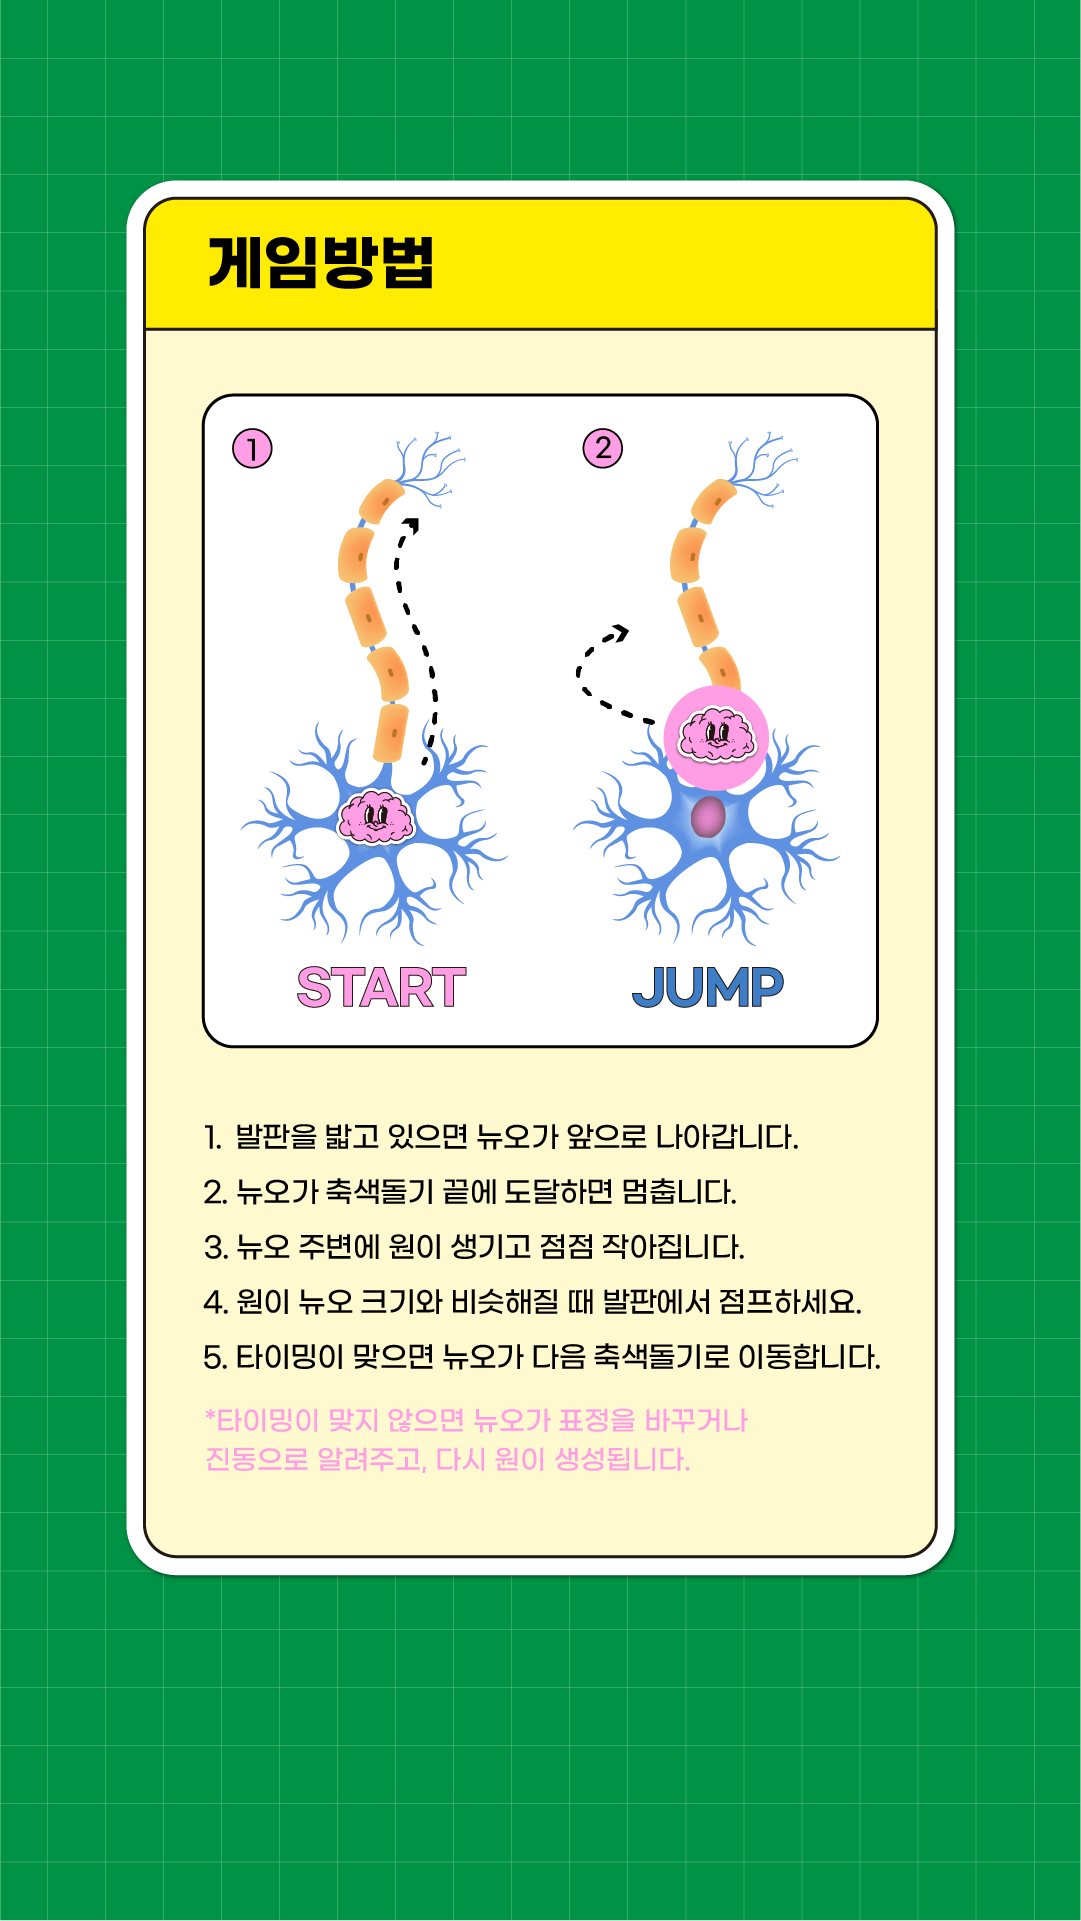 게임방법
1
2
START
JUMP
1. 발판을 밟고 있으면 뉴오가 앞으로 나아갑니다.
2. 뉴오가 축색돌기 끝에 도달하면 멈춥니다.
3. 뉴오 주변에 원이 생기고 점점 작아집니다.
4. 원이 뉴오 크기와 비슷해질 때 발판에서 점프하세요.
5. 타이밍이 맞으면 뉴오가 다음 축색돌기로 이동합니다.
*타이밍이 맞지 않으면 뉴오가 표정을 바꾸거나
진동으로 알려주고, 다시 원이 생성됩니다.